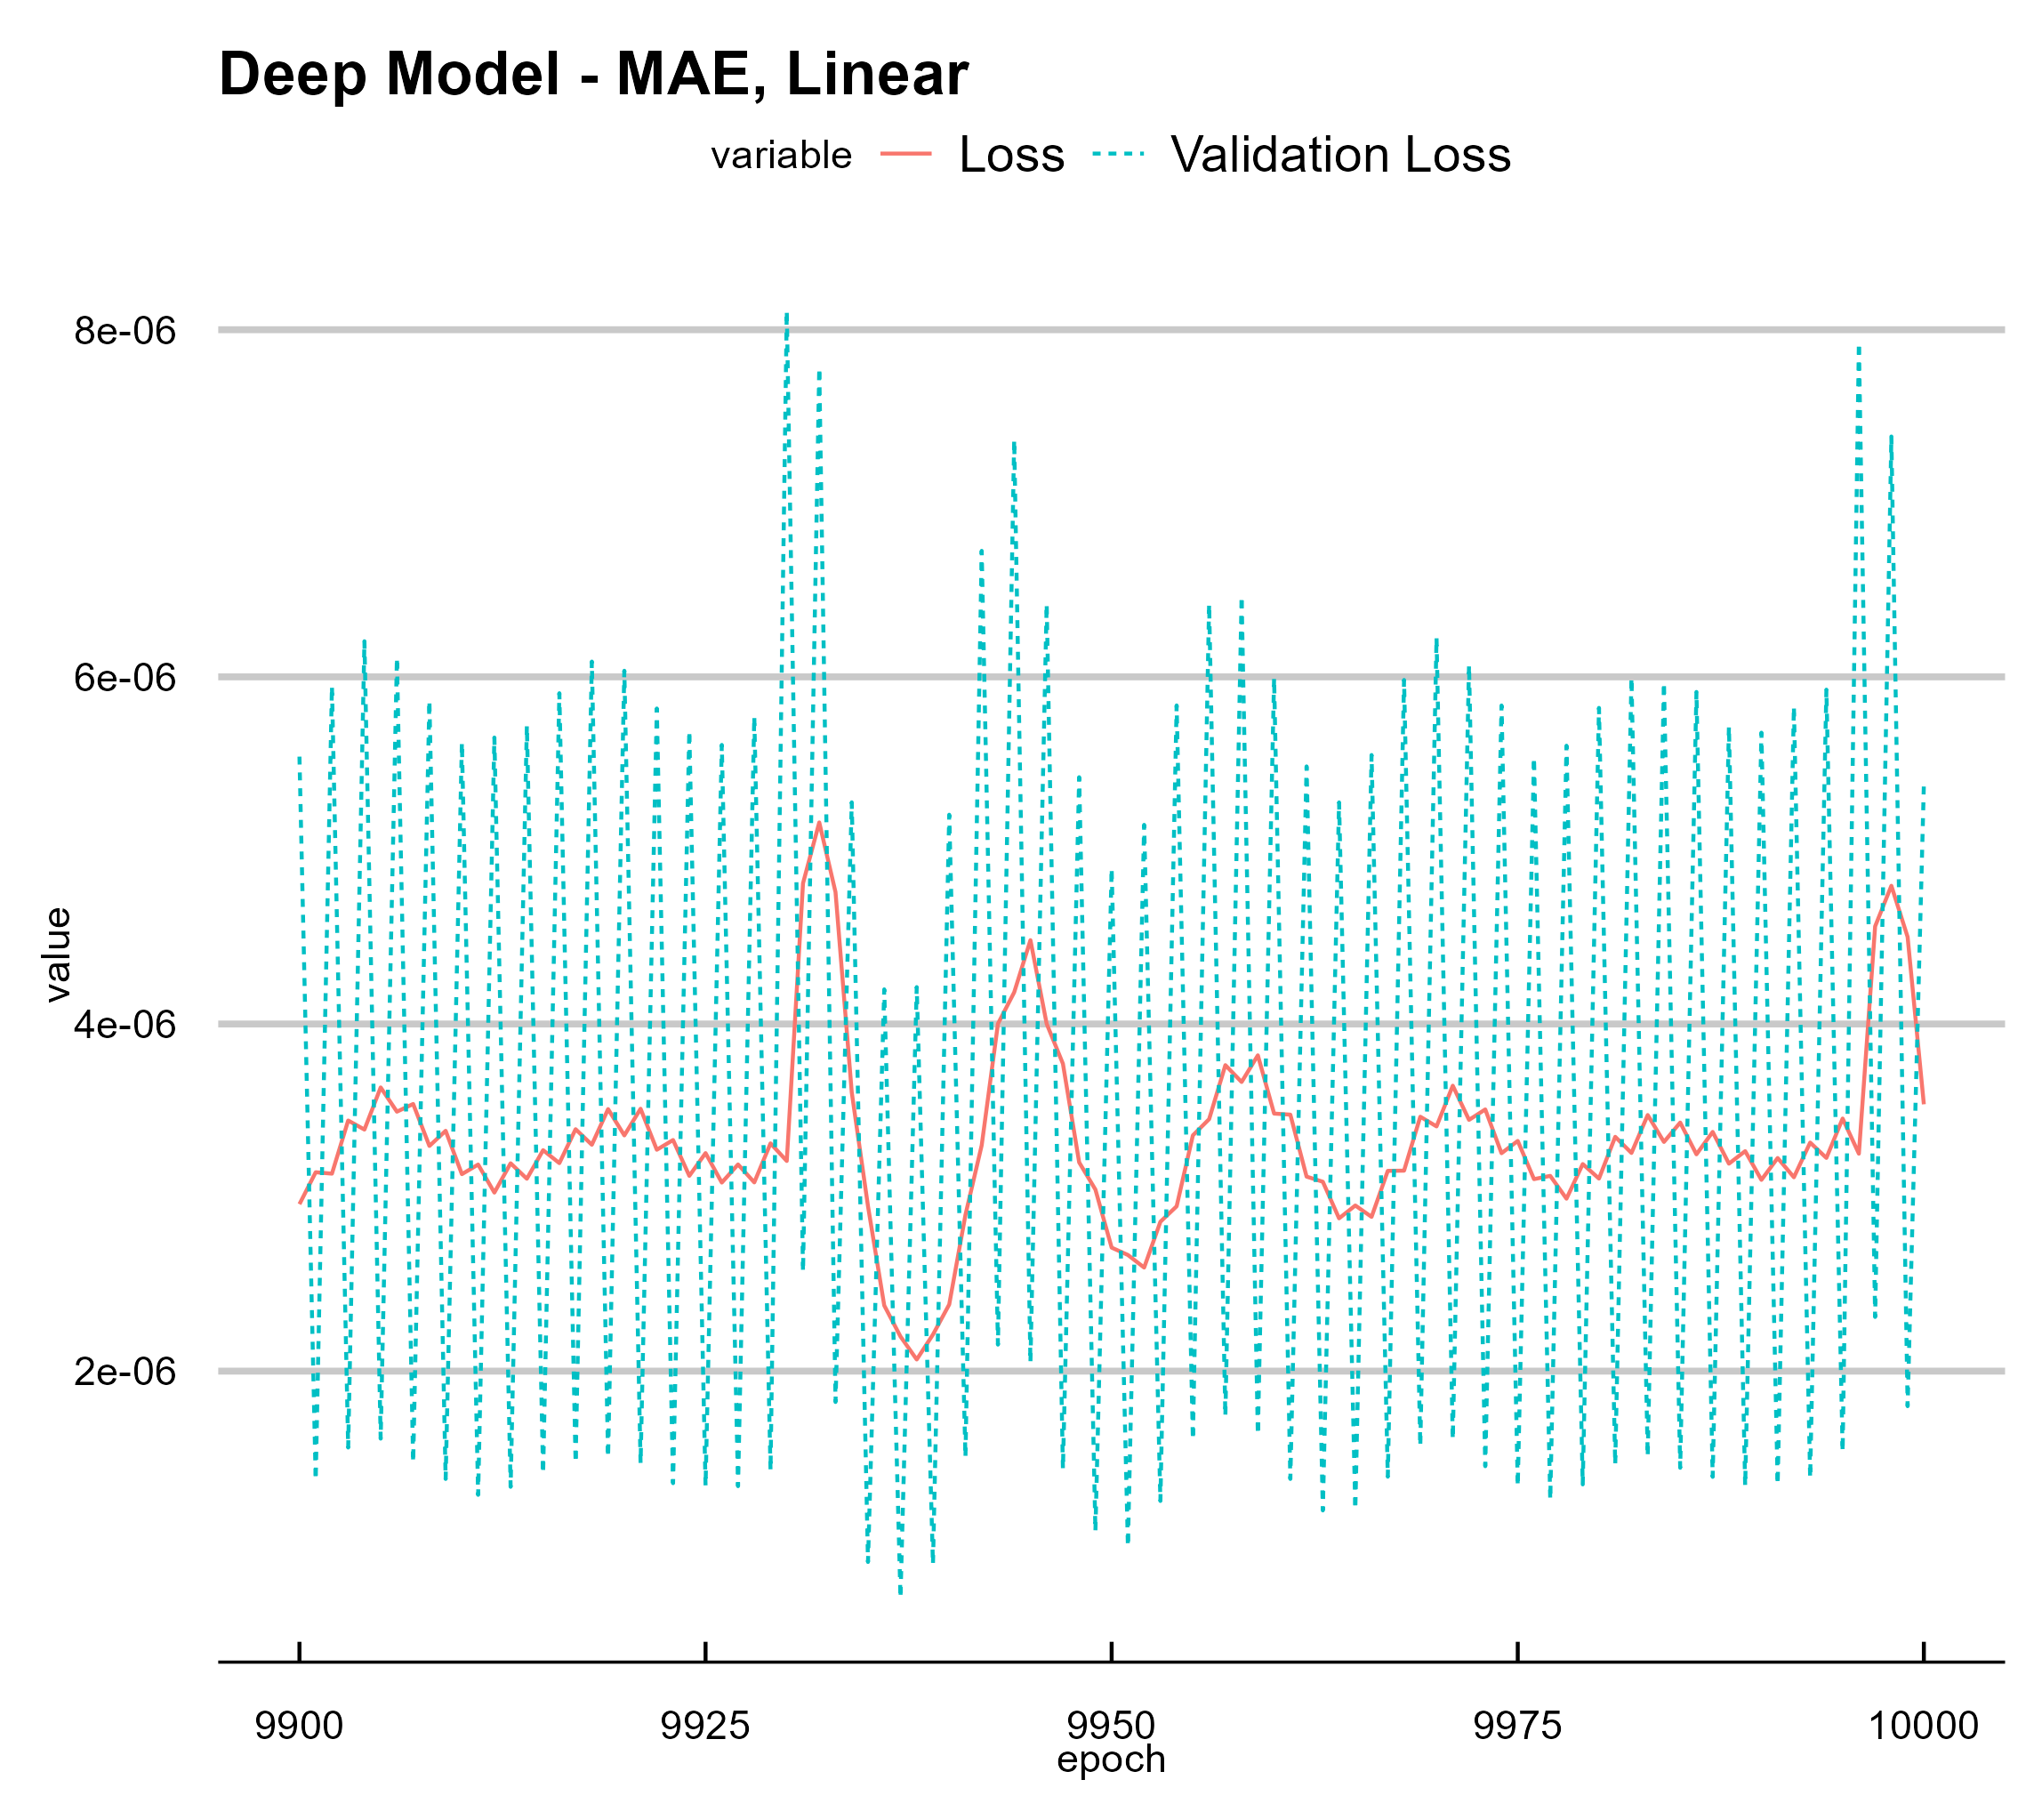 Deep Model - MAE, Linear
variable Loss Validation Loss
8e-06
6e-06
4e-06
2e-06
value
9900 9925 9950 9975 10000
epoch